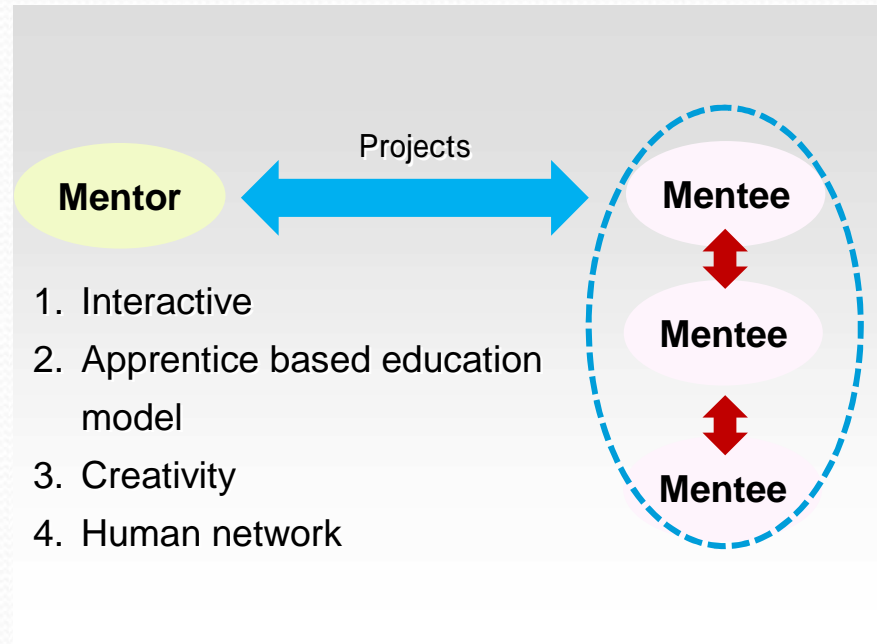 Projects
Mentor
Mentee
1. Interactive
2. Apprentice based education
model
3. Creativity
4. Human network
Mentee
Mentee